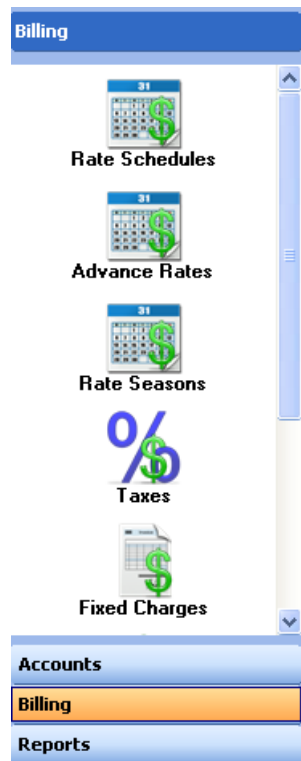 Billing
31
Rate Schedules
31
Advance Rates
31
Rate Seasons
%
$
Taxes
$
Fixed Charges
Accounts
Billing
Reports